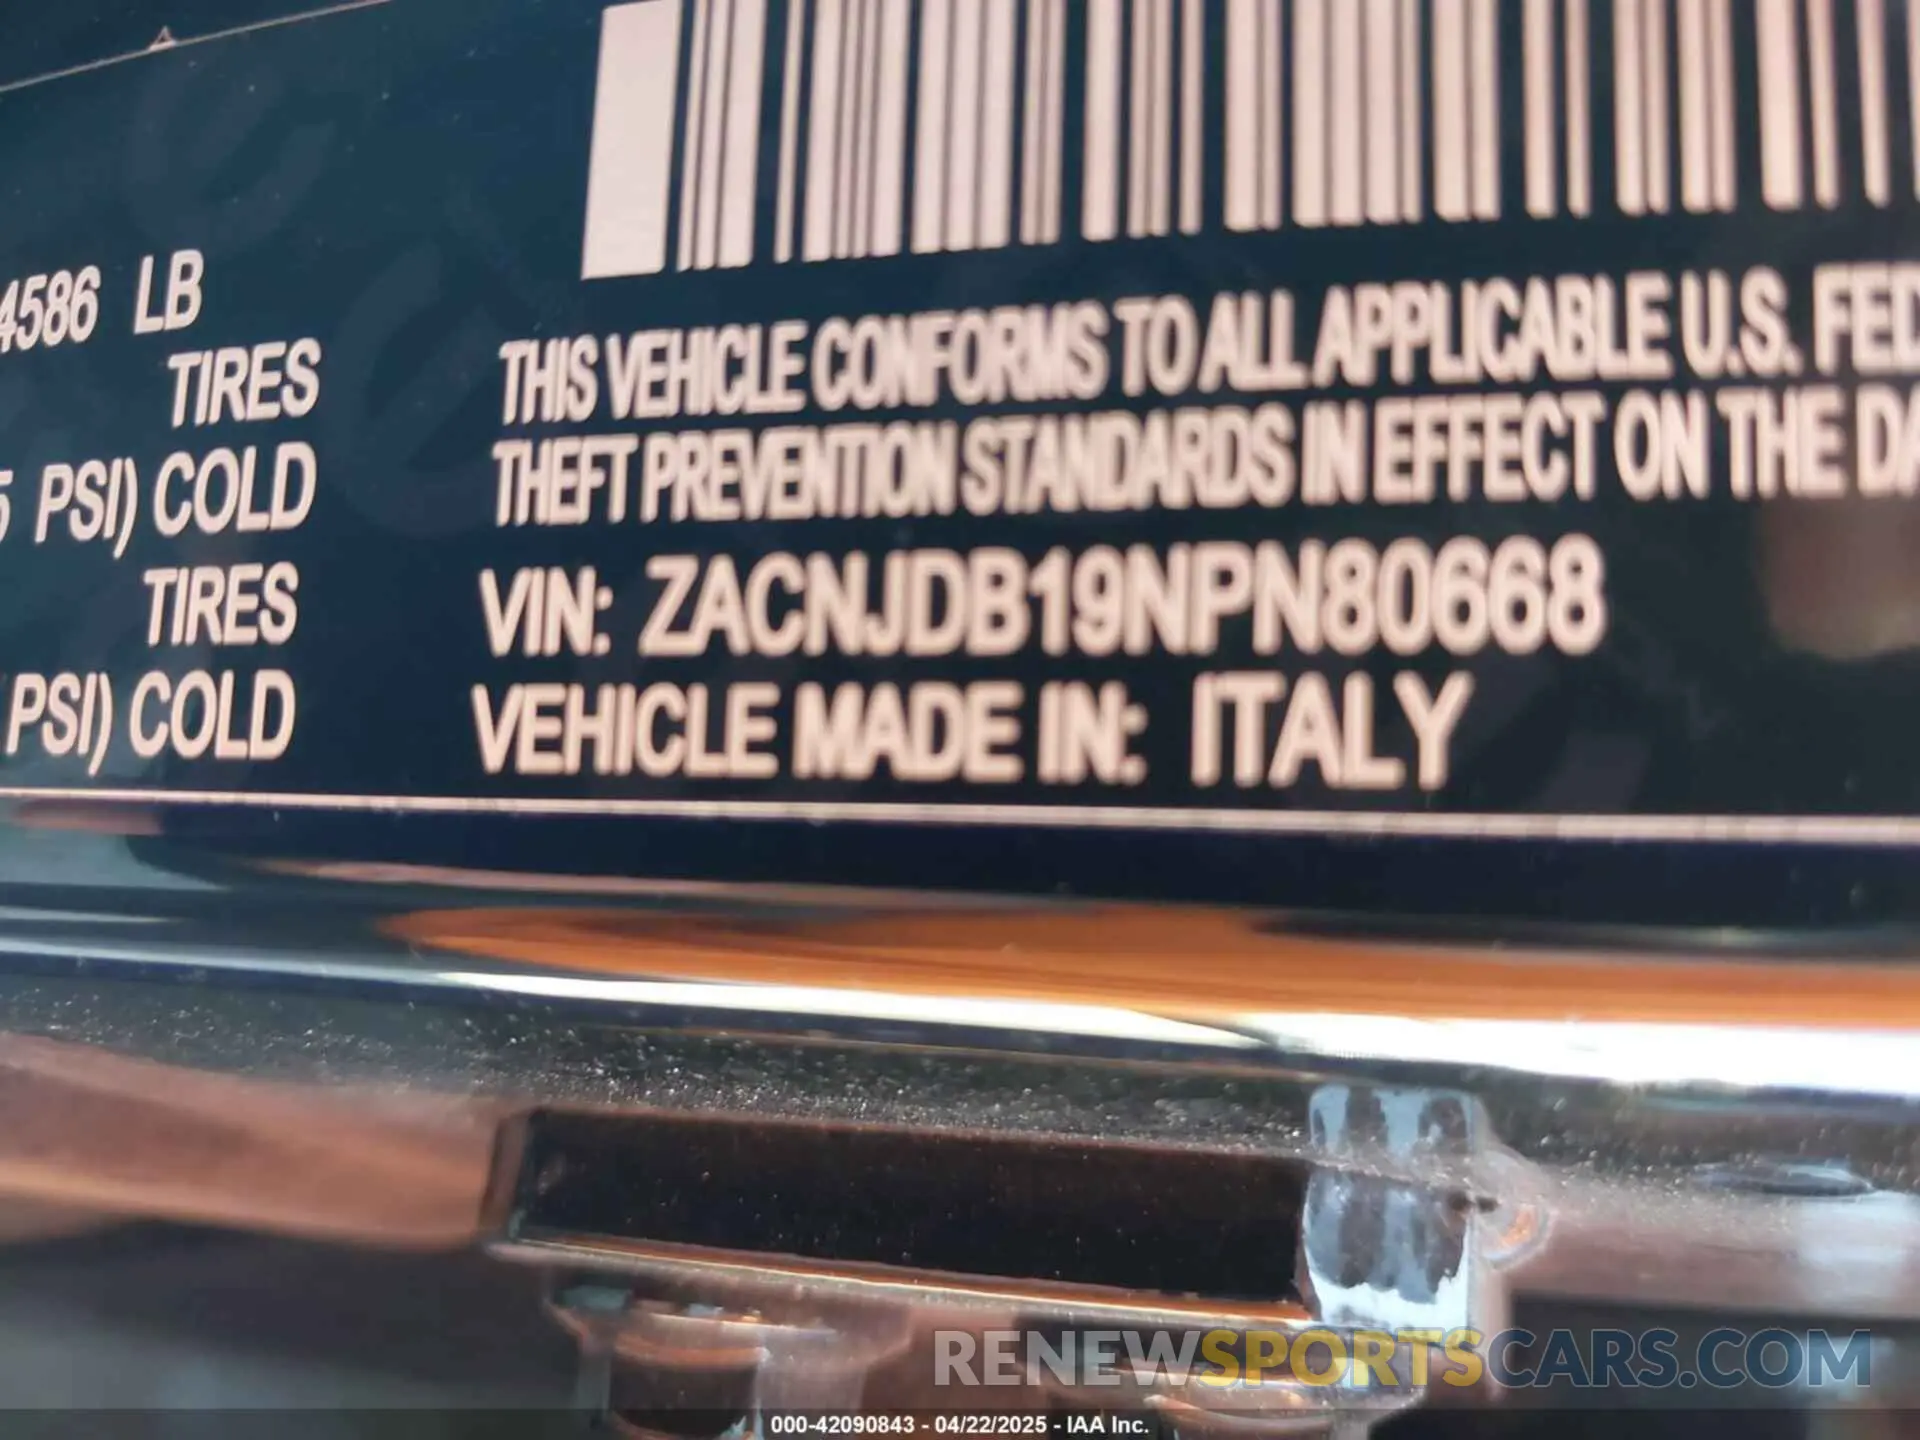 4586 LB
TIRES
5 PSI) COLD
TIRES
PSI) COLD
THIS VEHICLE CONFORMS TO ALL APPLICABLE U.S. FED
THEFT PREVENTION STANDARDS IN EFFECT ON THE DA
VIN: ZACNJDB19NPN80668
VEHICLE MADE IN: ITALY
RENEWSPORTSCARS.COM
000-42090843 - 04/22/2025 - IAA Inc.